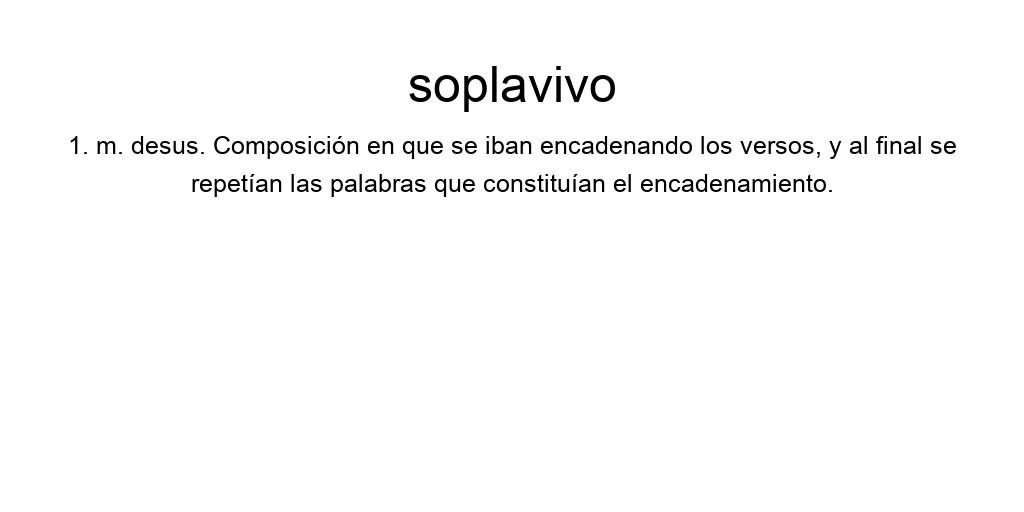 soplavivo
1. m. desus. Composición en que se iban encadenando los versos, y al final se
repetían las palabras que constituían el encadenamiento.